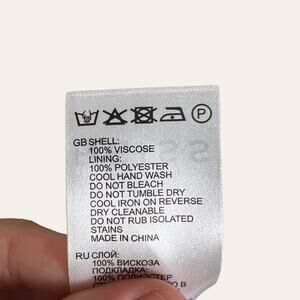 P
GB SHELL:
100% VISCOSE
LINING:
100% POLYESTER
COOL HAND WASH
DO NOT BLEACH
DO NOT TUMBLE DRY
COOL IRON ON REVERSE
DRY CLEANABLE
DO NOT RUB ISOLATED
STAINS
MADE IN CHINA
RU СЛОЙ:
100% ВИСКОЗА
ПОДКЛАДКА:
100% ПОЛИЭСТЕР